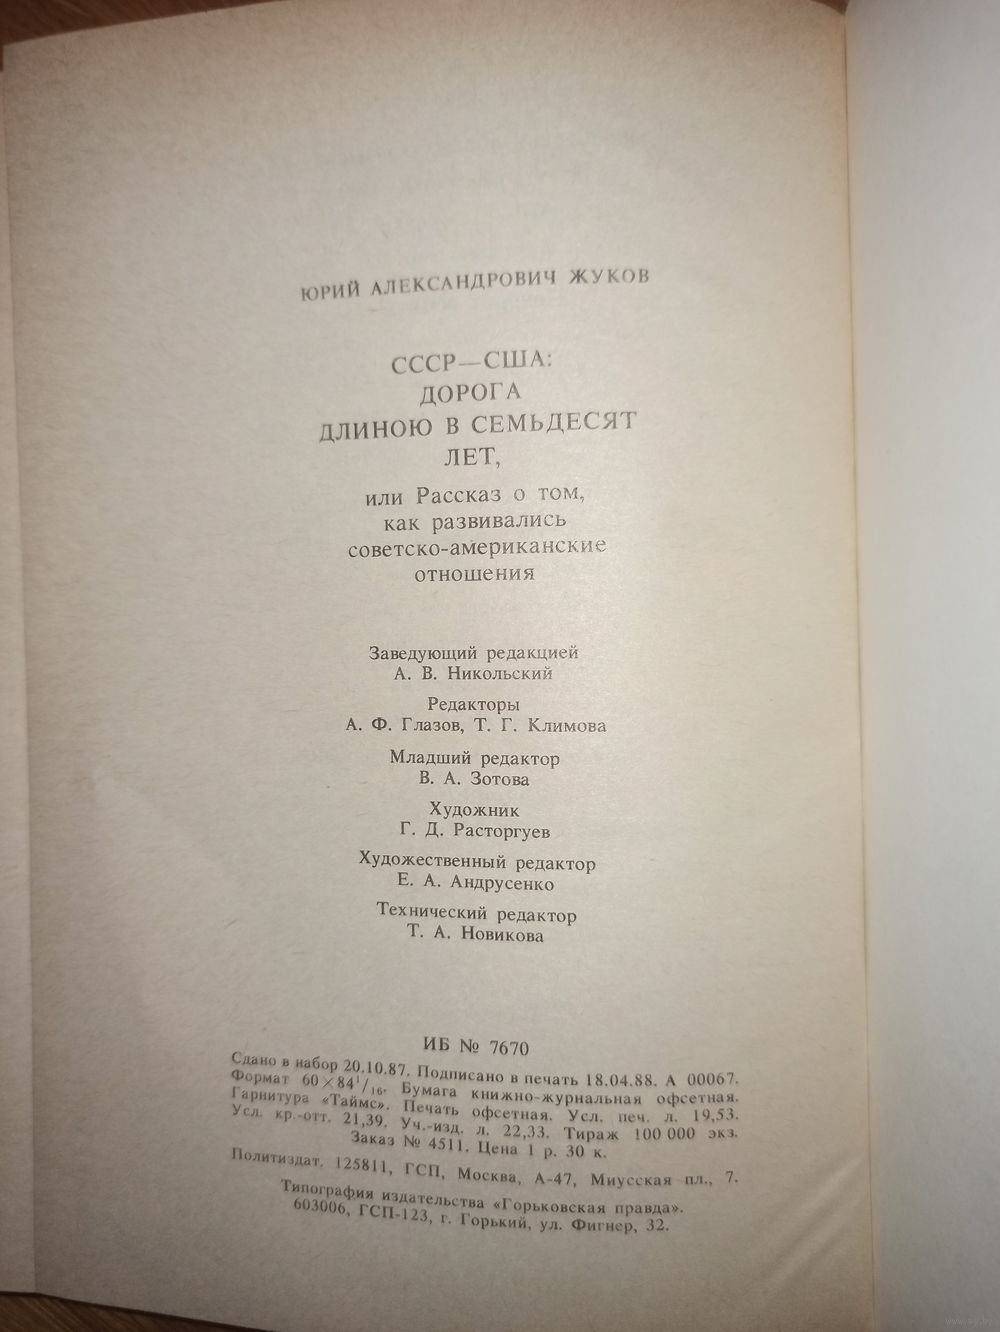 ЮРИЙ АЛЕКСАНДРОВИЧ ЖУКОВ
СССР—США:
ДОРОГА
ДЛИНОЮ В СЕМЬДЕСЯТ
ЛЕТ,
или Рассказ о том,
как развивались
советско-американские
отношения
Заведующий редакцией
А. В. Никольский
Редакторы
А. Ф. Глазов, Т. Г. Климова
Младший редактор
В. А. Зотова
Художник
Г. Д. Расторгуев
Художественный редактор
Е. А. Андрусенко
Технический редактор
Т. А. Новикова
ИБ № 7670
Сдано в набор 20.10.87. Подписано в печать 18.04.88. А 00067.
Формат 60×84¹/₁₆. Бумага книжно-журнальная офсетная.
Гарнитура «Таймс». Печать офсетная. Усл. печ. л. 19,53.
Усл. кр.-отт. 21,39. Уч.-изд. л. 22,33. Тираж 100 000 экз.
Заказ № 4511. Цена 1 р. 30 к.
Политиздат. 125811, ГСП, Москва, А-47, Миусская пл., 7.
Типография издательства «Горьковская правда».
603006, ГСП-123, г. Горький, ул. Фигнер, 32.